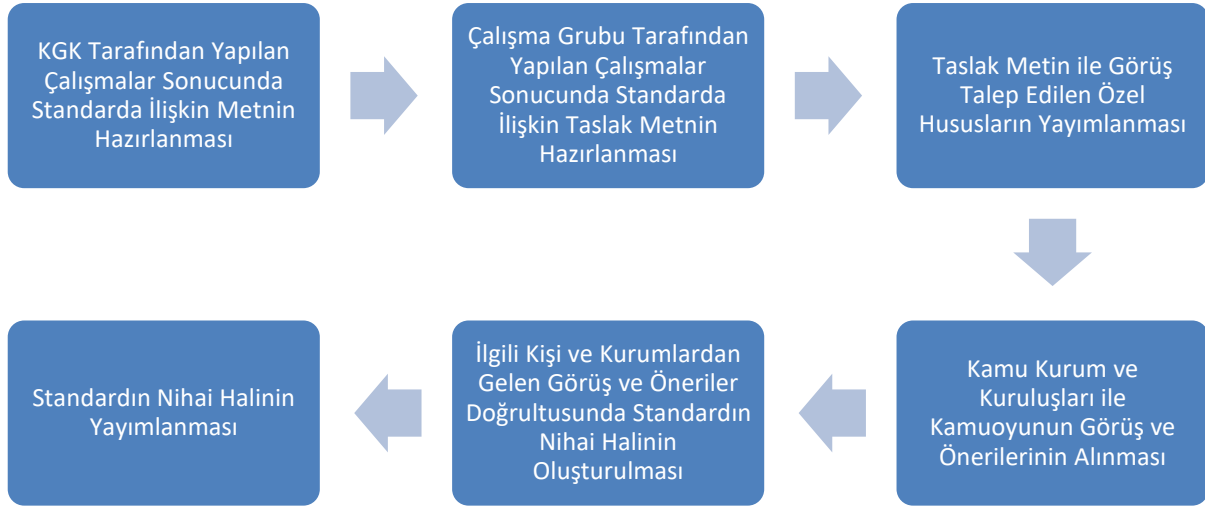 KGK Tarafından Yapılan
Çalışmalar Sonucunda
Standarda İlişkin Metnin
Hazırlanması
Çalışma Grubu Tarafından
Yapılan Çalışmalar
Sonucunda Standarda
İlişkin Taslak Metnin
Hazırlanması
Taslak Metin ile Görüş
Talep Edilen Özel
Hususların Yayımlanması
Kamu Kurum ve
Kuruluşları ile
Kamuoyunun Görüş ve
Önerilerinin Alınması
İlgili Kişi ve Kurumlardan
Gelen Görüş ve Öneriler
Doğrultusunda Standardın
Nihai Halinin
Oluşturulması
Standardın Nihai Halinin
Yayımlanması